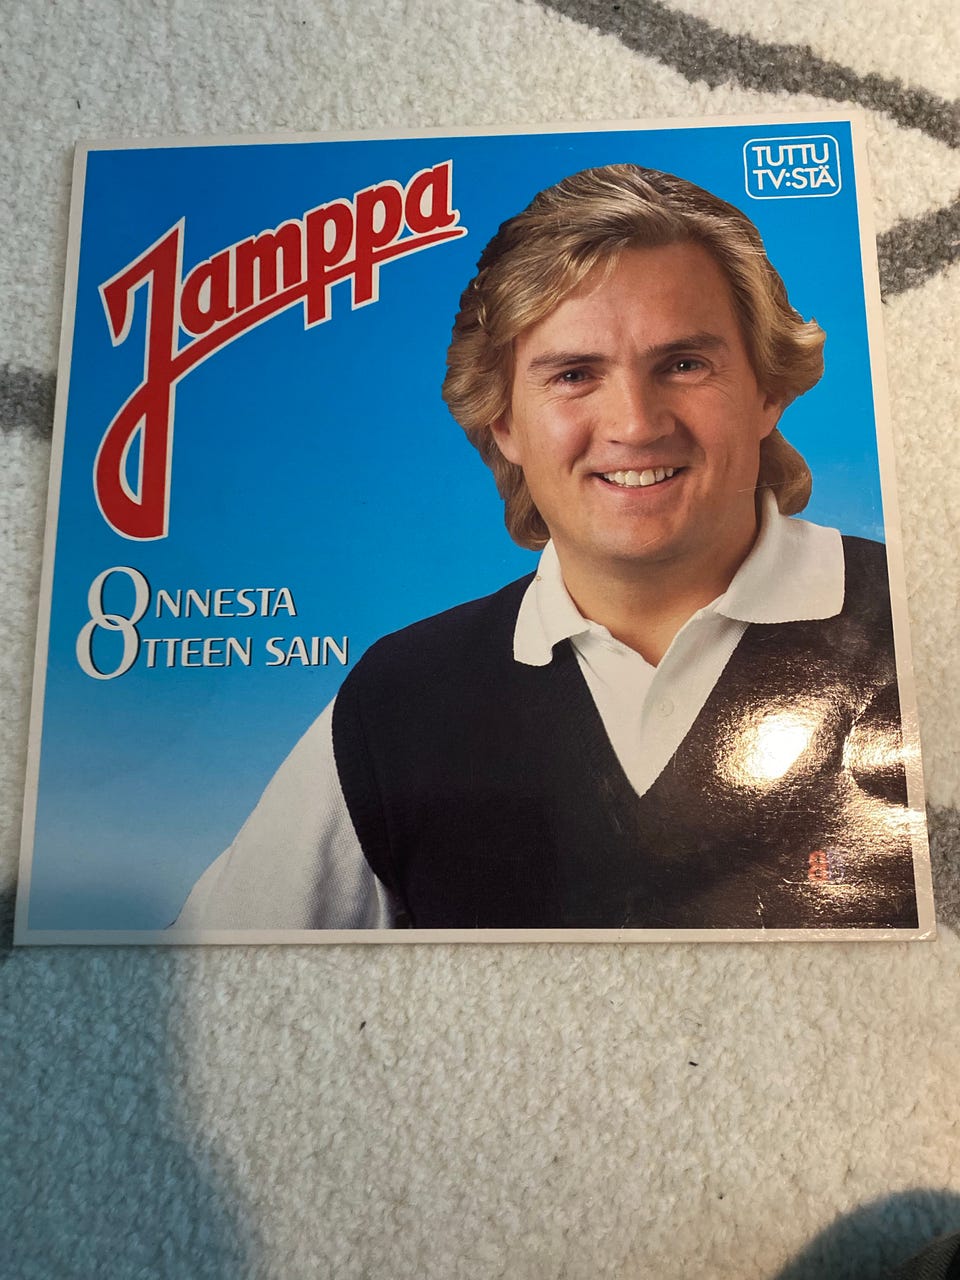 Jamppa
TUTTU
TV:STÄ
ONNESTA
OTTEEN SAIN